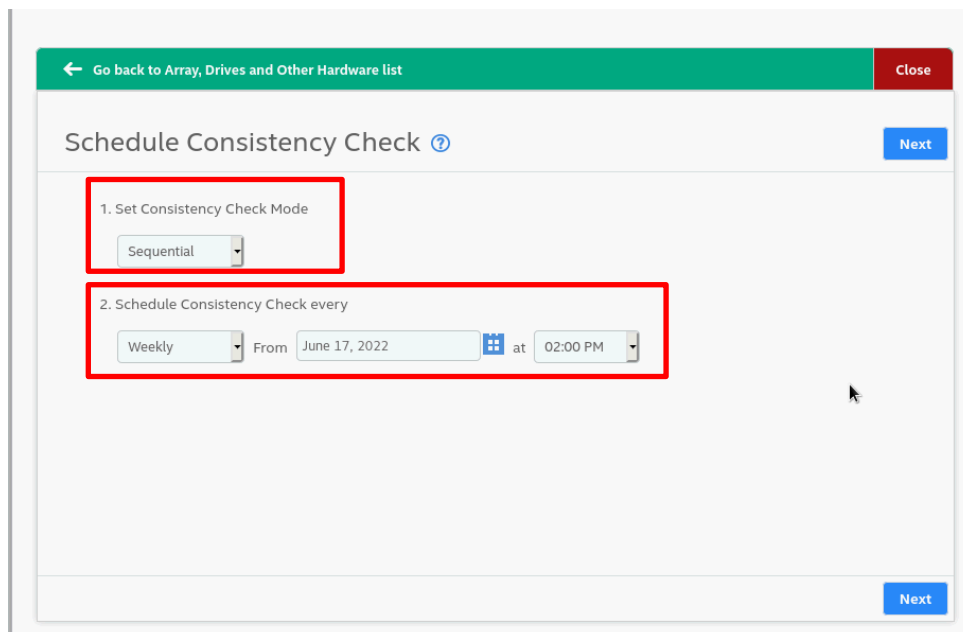 Go back to Array, Drives and Other Hardware list
Close
Schedule Consistency Check ?
Next
1. Set Consistency Check Mode
Sequential
2. Schedule Consistency Check every
Weekly From June 17, 2022 at 02:00 PM
Next